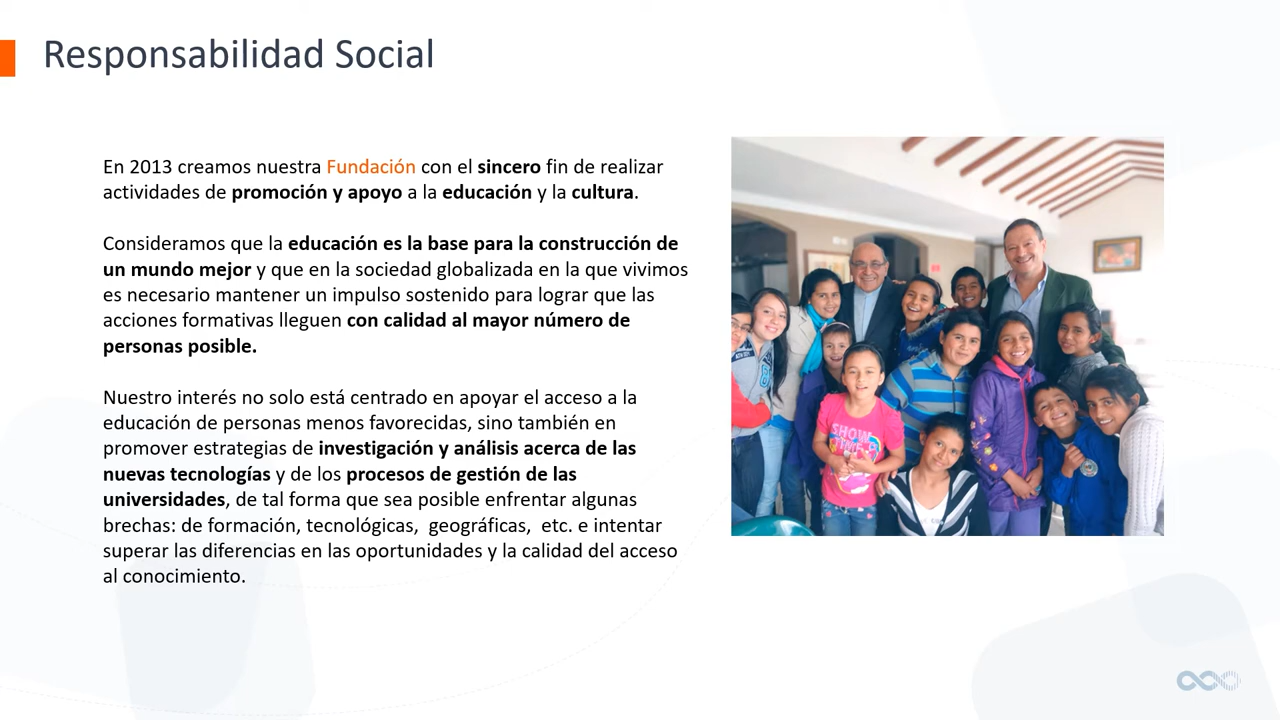 Responsabilidad Social
En 2013 creamos nuestra Fundación con el sincero fin de realizar
actividades de promoción y apoyo a la educación y la cultura.
Consideramos que la educación es la base para la construcción de
un mundo mejor y que en la sociedad globalizada en la que vivimos
es necesario mantener un impulso sostenido para lograr que las
acciones formativas lleguen con calidad al mayor número de
personas posible.
Nuestro interés no solo está centrado en apoyar el acceso a la
educación de personas menos favorecidas, sino también en
promover estrategias de investigación y análisis acerca de las
nuevas tecnologías y de los procesos de gestión de las
universidades, de tal forma que sea posible enfrentar algunas
brechas: de formación, tecnológicas,  geográficas,  etc. e intentar
superar las diferencias en las oportunidades y la calidad del acceso
al conocimiento.
SHOW
TIME